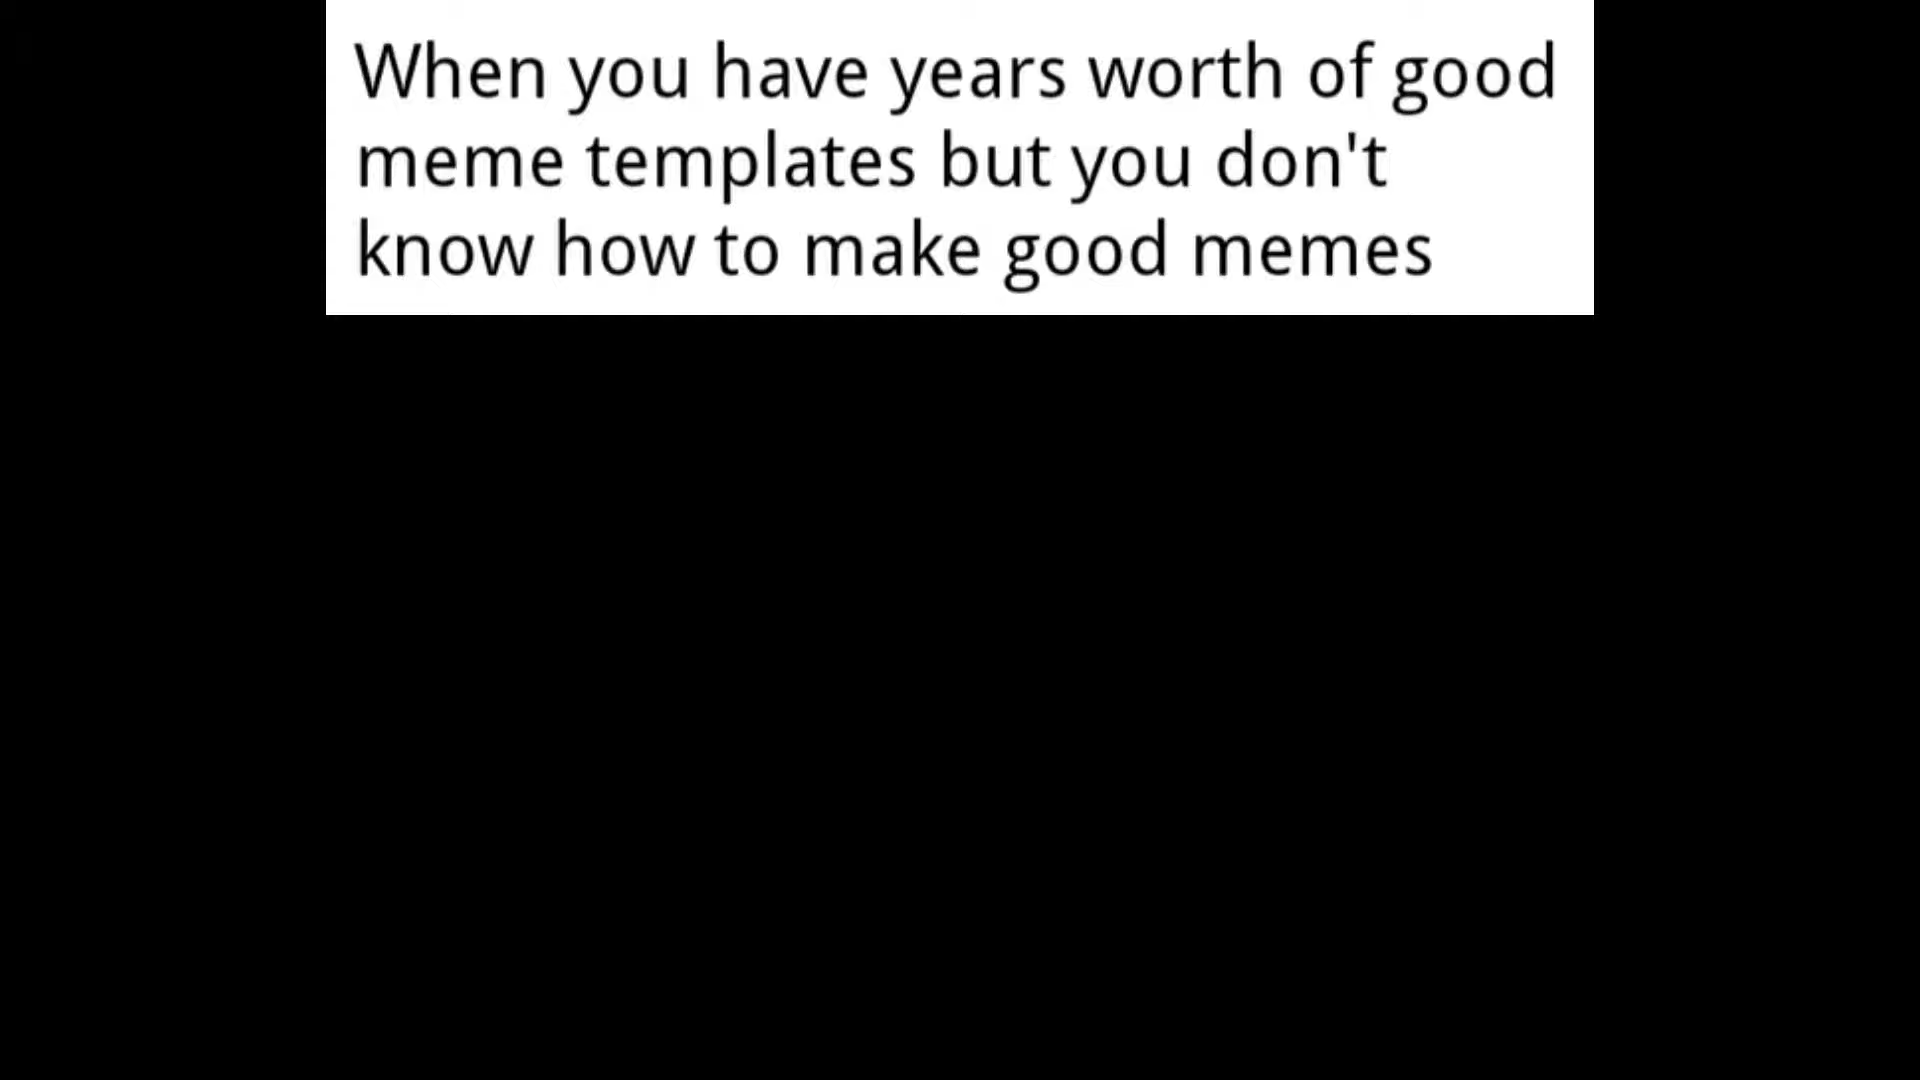 When you have years worth of good
meme templates but you don't
know how to make good memes